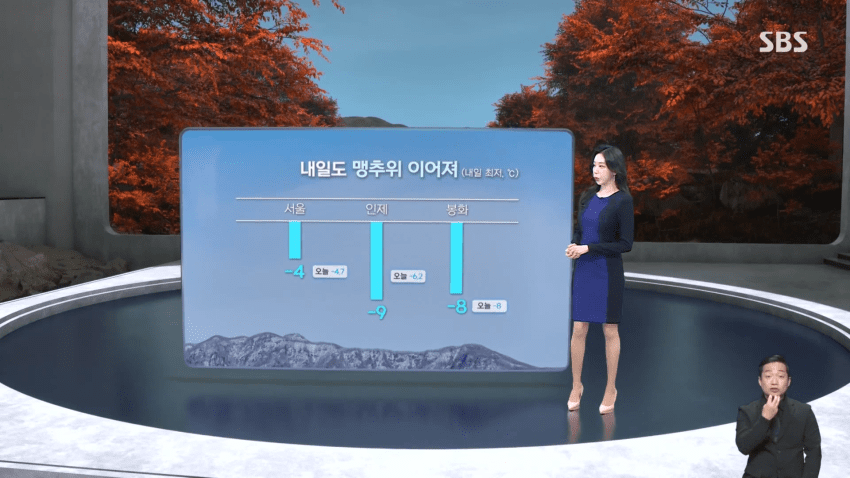 SBS
내일도 맹추위 이어져 (내일 최저, ℃)
서울 인제 봉화
-4 오늘 -4.7
-9 오늘 -6.2
-8 오늘 -8